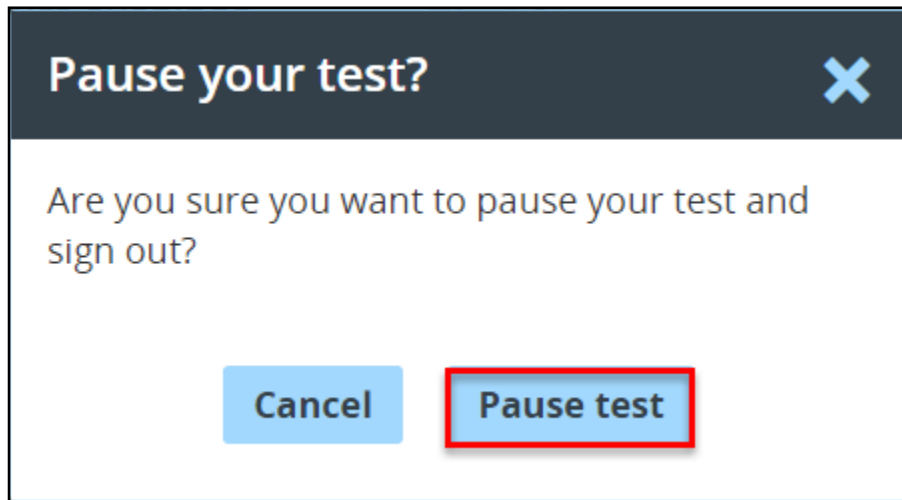 Pause your test?
Are you sure you want to pause your test and
sign out?
Cancel
Pause test